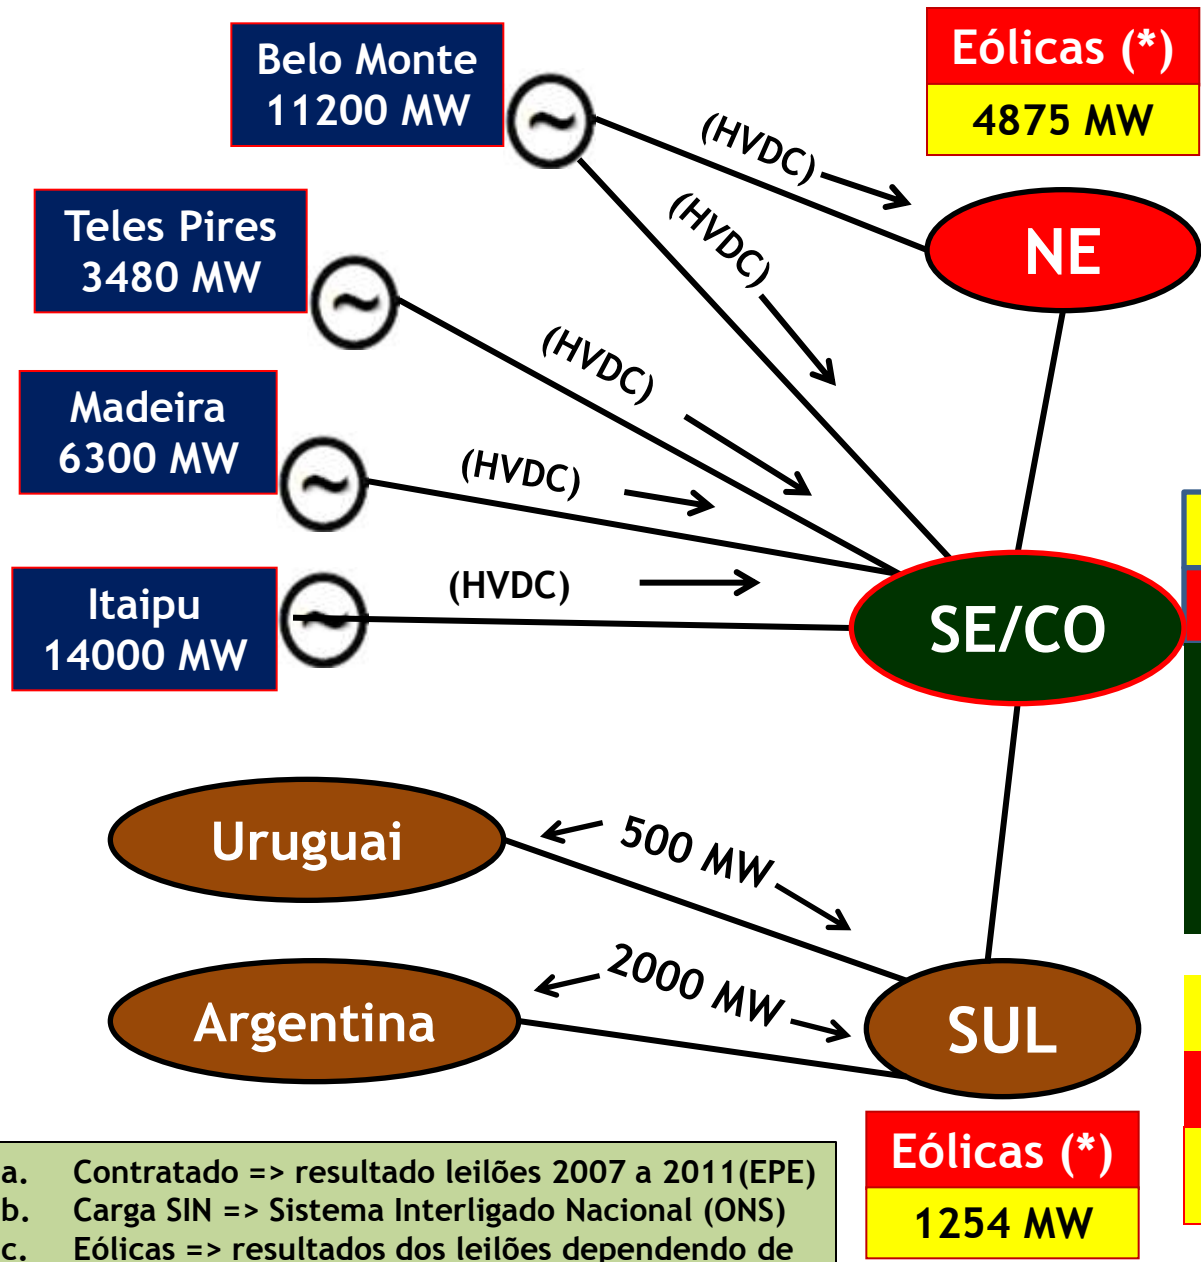 Belo Monte
11200 MW
Eólicas (*)
4875 MW
(HVDC)
(HVDC)
NE
Teles Pires
3480 MW
(HVDC)
Madeira
6300 MW
(HVDC)
Itaipu
14000 MW
(HVDC)
SE/CO
Uruguai
500 MW
Argentina
2000 MW
SUL
Eólicas (*)
1254 MW
a. Contratado => resultado leilões 2007 a 2011(EPE)
b. Carga SIN => Sistema Interligado Nacional (ONS)
c. Eólicas => resultados dos leilões dependendo de